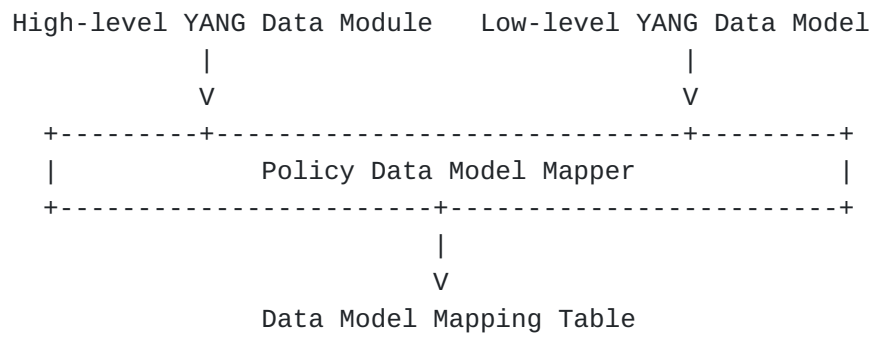 High-level YANG Data Module   Low-level YANG Data Model
            |                              |
            V                              V
  +---------+------------------------------+---------+
  |             Policy Data Model Mapper             |
  +------------------------+-------------------------+
                           |
                           V
                Data Model Mapping Table